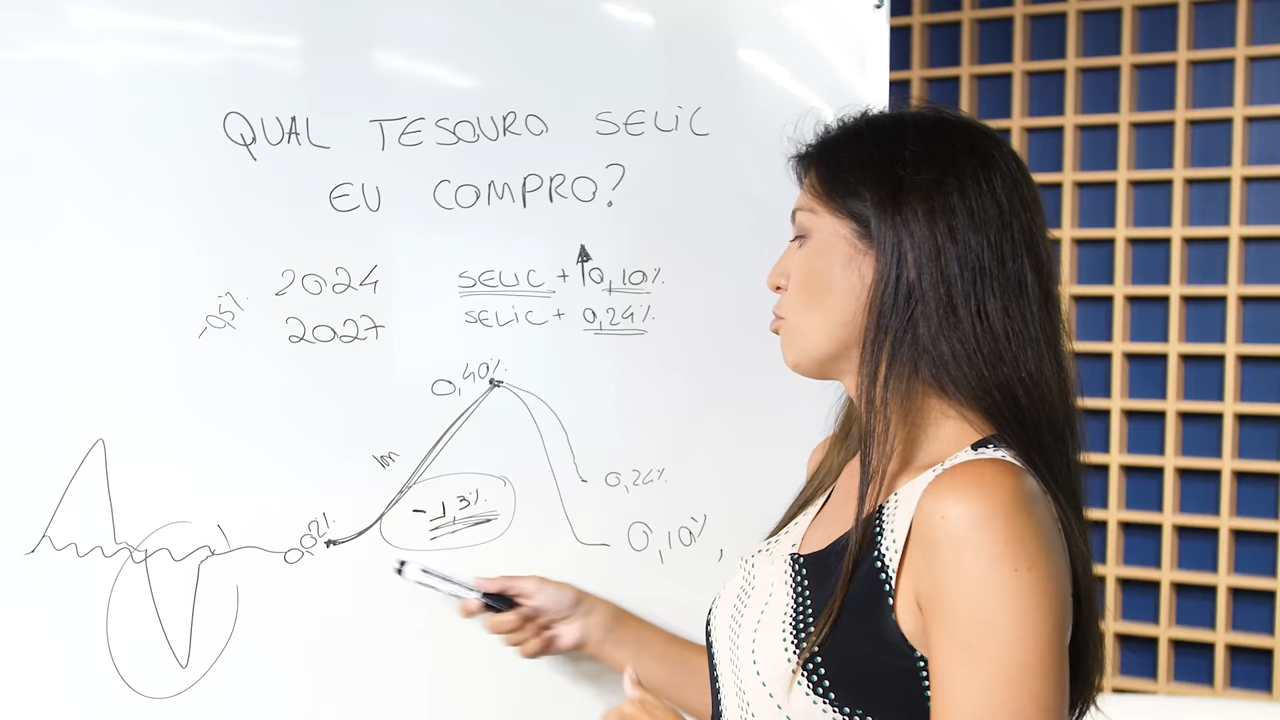 QUAL TESOURO SELIC
EU COMPRO?
2024 SELIC + 0,10%
2027 SELIC + 0,24%
-0,5%
0,40%
-1,3%
0,24%
0,02%
0,10%